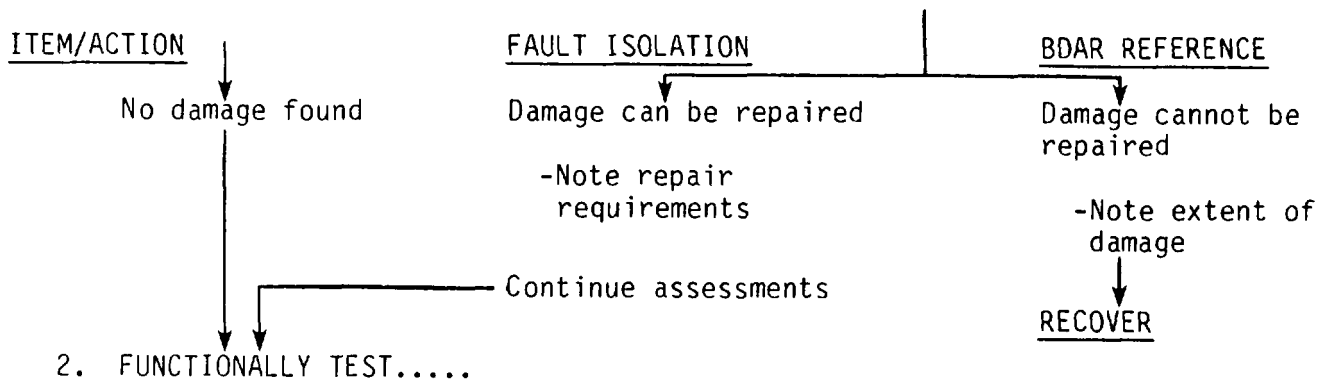 ITEM/ACTION
FAULT ISOLATION
BDAR REFERENCE
No damage found
Damage can be repaired
Damage cannot be
repaired
-Note repair
requirements
-Note extent of
damage
Continue assessments
RECOVER
2. FUNCTIONALLY TEST.....